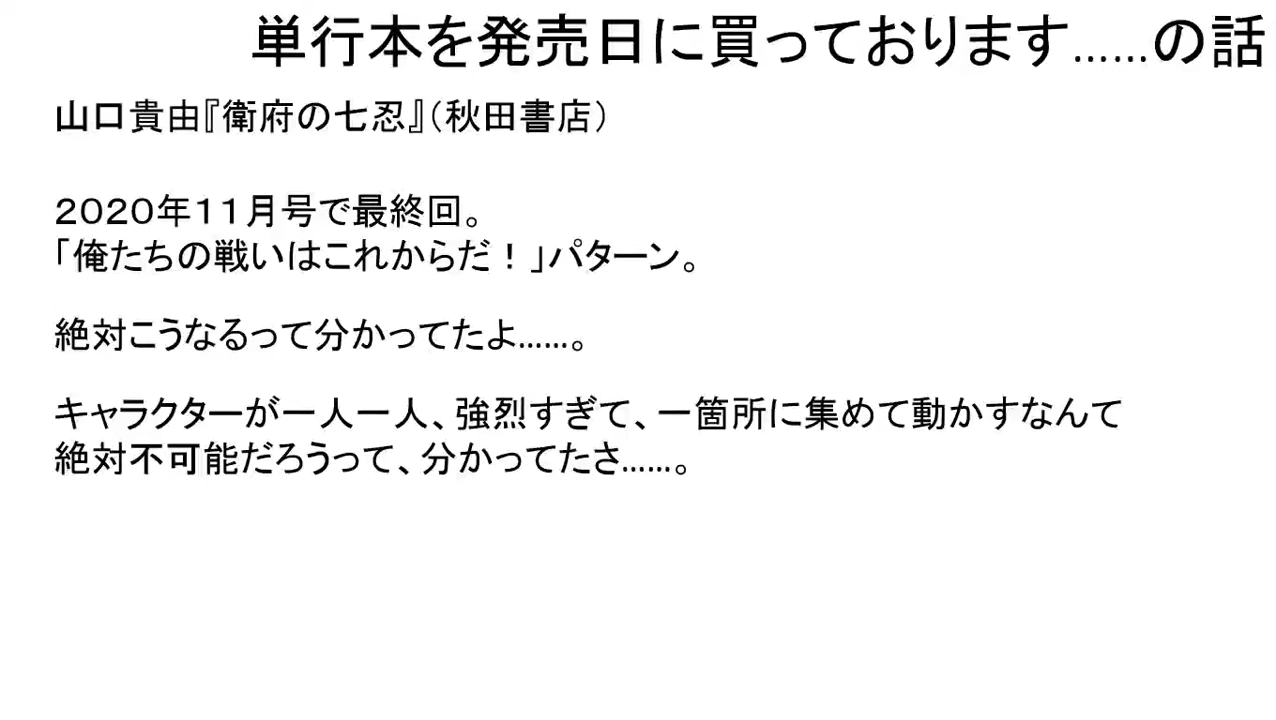 単行本を発売日に買っております……の話
山口貴由『衛府の七忍』（秋田書店）
２０２０年１１月号で最終回。
「俺たちの戦いはこれからだ！」パターン。
絶対こうなるって分かってたよ……。
キャラクターが一人一人、強烈すぎて、一箇所に集めて動かすなんて
絶対不可能だろうって、分かってたさ……。